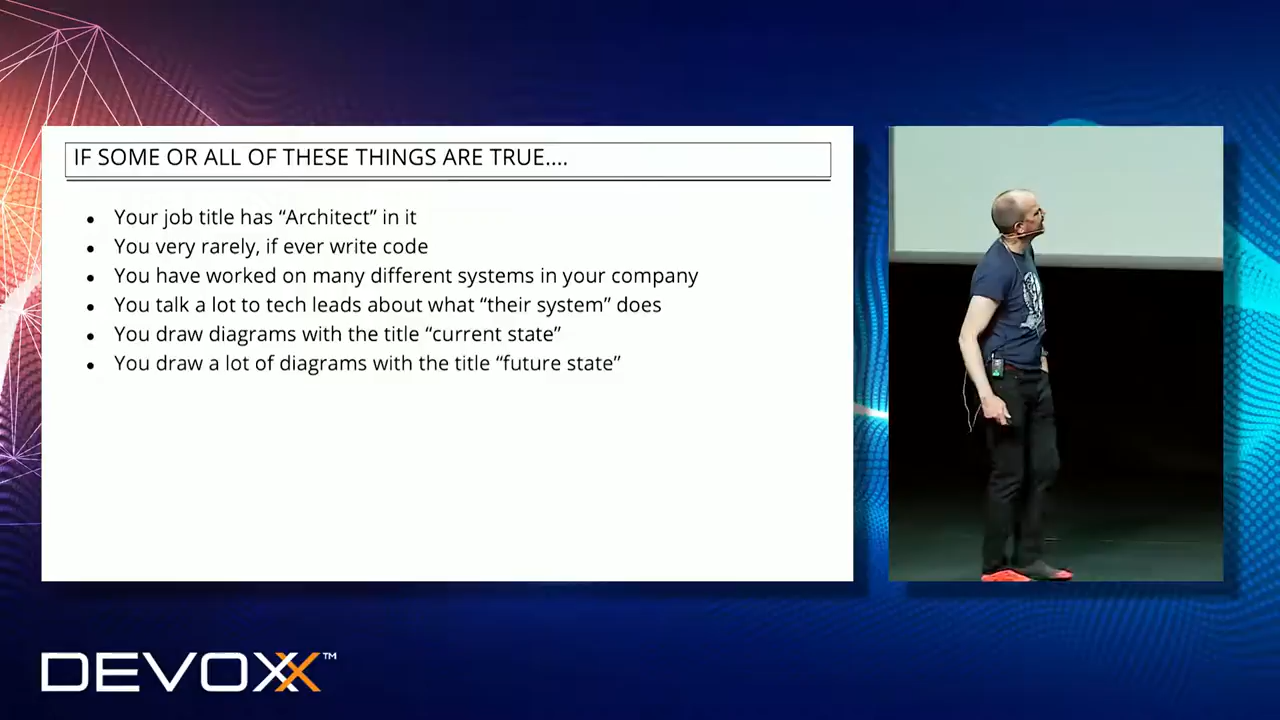 IF SOME OR ALL OF THESE THINGS ARE TRUE....
● Your job title has “Architect” in it
● You very rarely, if ever write code
● You have worked on many different systems in your company
● You talk a lot to tech leads about what “their system” does
● You draw diagrams with the title “current state”
● You draw a lot of diagrams with the title “future state”
DEVOXX™